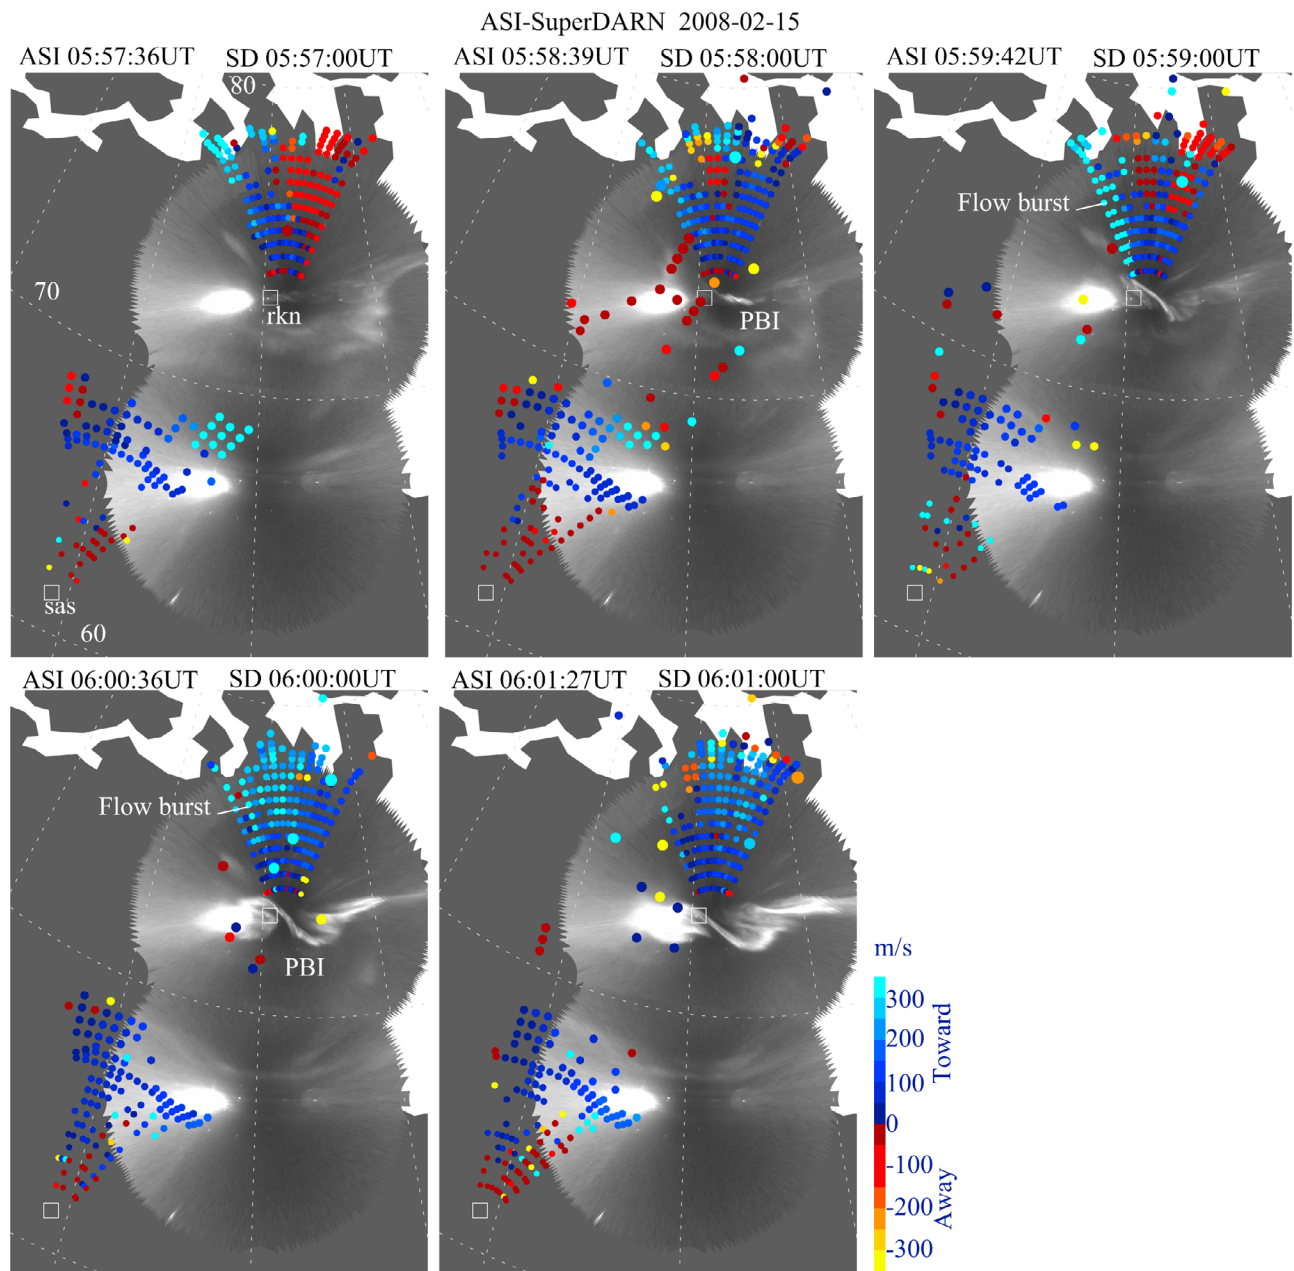 ASI-SuperDARN 2008-02-15
ASI 05:57:36UT SD 05:57:00UT
ASI 05:58:39UT SD 05:58:00UT
ASI 05:59:42UT SD 05:59:00UT
80
70
rkn
sas
60
PBI
Flow burst
ASI 06:00:36UT SD 06:00:00UT
ASI 06:01:27UT SD 06:01:00UT
Flow burst
PBI
m/s
300
200
100
0
-100
-200
-300
Toward
Away